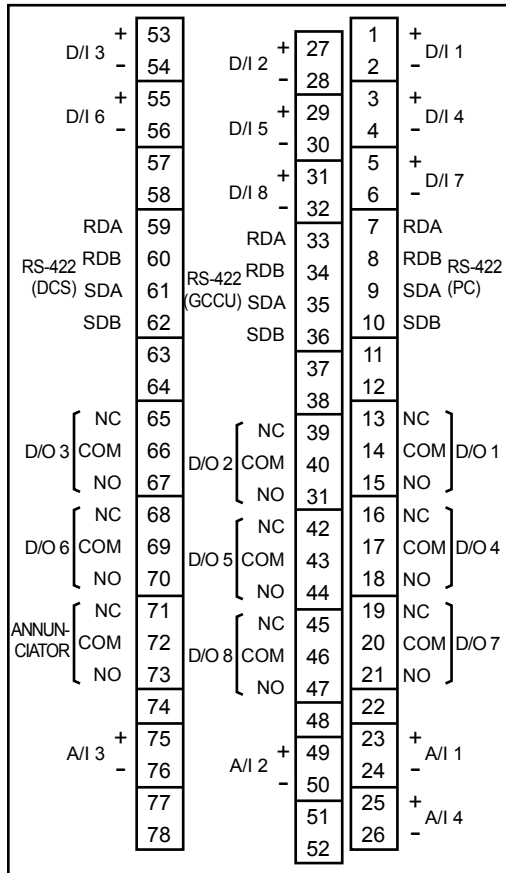 D/I 3 + 53
- 54
D/I 6 + 55
- 56
57
58
RS-422 (DCS) RDA 59
RDB 60
SDA 61
SDB 62
63
64
D/O 3 NC 65
COM 66
NO 67
D/O 6 NC 68
COM 69
NO 70
ANNUN-
CIATOR NC 71
COM 72
NO 73
74
A/I 3 + 75
- 76
77
78
D/I 2 + 27
- 28
D/I 5 + 29
- 30
D/I 8 + 31
- 32
RS-422 (GCCU) RDA 33
RDB 34
SDA 35
SDB 36
37
38
D/O 2 NC 39
COM 40
NO 31
D/O 5 NC 42
COM 43
NO 44
D/O 8 NC 45
COM 46
NO 47
48
A/I 2 + 49
- 50
51
52
1 + D/I 1
2 -
3 + D/I 4
4 -
5 + D/I 7
6 -
7 RDA RS-422 (PC)
8 RDB
9 SDA
10 SDB
11
12
13 NC D/O 1
14 COM
15 NO
16 NC D/O 4
17 COM
18 NO
19 NC D/O 7
20 COM
21 NO
22
23 + A/I 1
24 -
25 + A/I 4
26 -